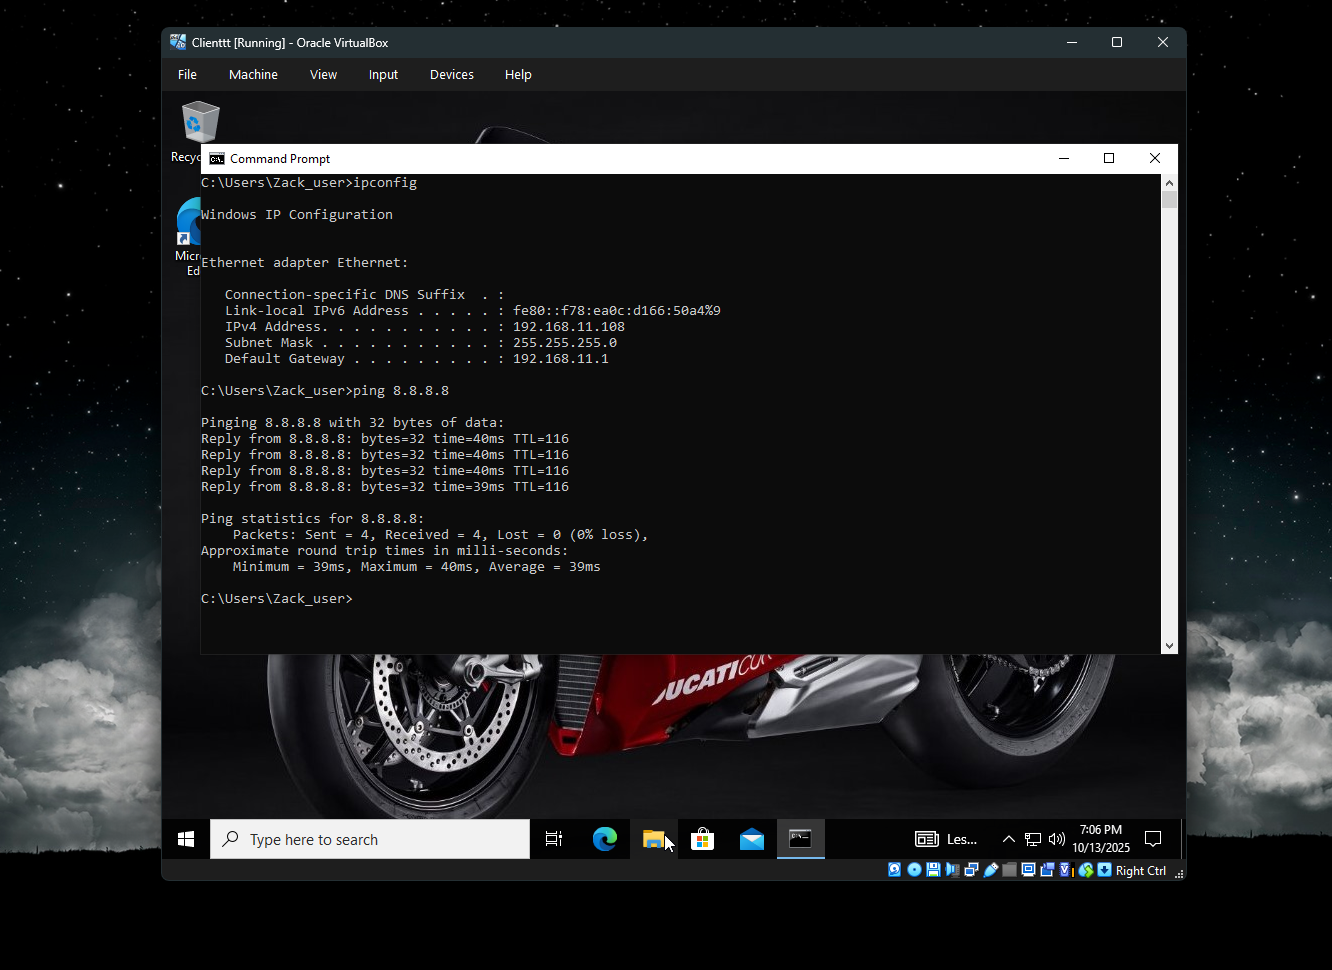 Clienttt [Running] - Oracle VirtualBox
File Machine View Input Devices Help
Recyc
Command Prompt
C:\Users\Zack_user>ipconfig
Windows IP Configuration
Micr
Ed
Ethernet adapter Ethernet:
Connection-specific DNS Suffix . :
Link-local IPv6 Address . . . . . : fe80::f78:ea0c:d166:50a4%9
IPv4 Address. . . . . . . . . . . : 192.168.11.108
Subnet Mask . . . . . . . . . . . : 255.255.255.0
Default Gateway . . . . . . . . . : 192.168.11.1
C:\Users\Zack_user>ping 8.8.8.8
Pinging 8.8.8.8 with 32 bytes of data:
Reply from 8.8.8.8: bytes=32 time=40ms TTL=116
Reply from 8.8.8.8: bytes=32 time=40ms TTL=116
Reply from 8.8.8.8: bytes=32 time=40ms TTL=116
Reply from 8.8.8.8: bytes=32 time=39ms TTL=116
Ping statistics for 8.8.8.8:
Packets: Sent = 4, Received = 4, Lost = 0 (0% loss),
Approximate round trip times in milli-seconds:
Minimum = 39ms, Maximum = 40ms, Average = 39ms
C:\Users\Zack_user>
Type here to search
Les...
7:06 PM
10/13/2025
Right Ctrl